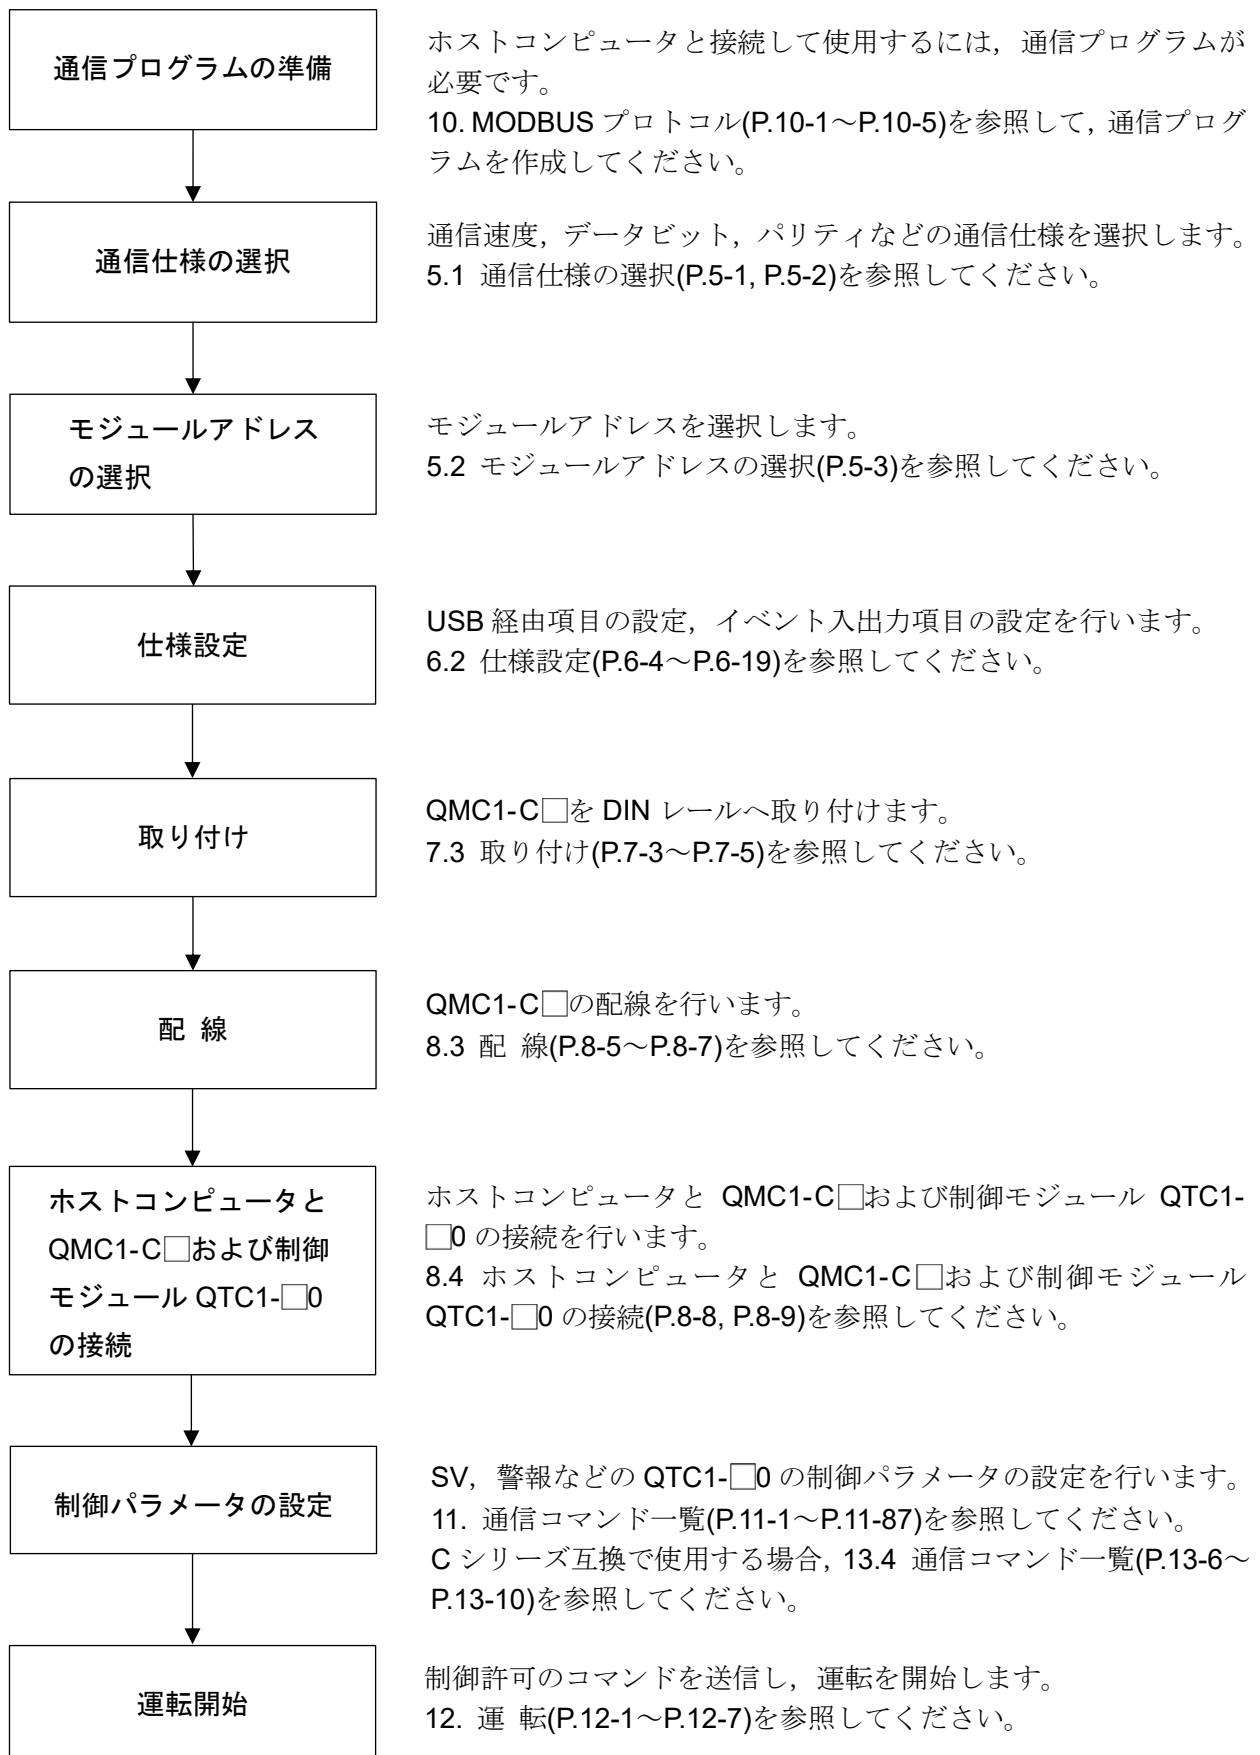 通信プログラムの準備
ホストコンピュータと接続して使用するには，通信プログラムが
必要です。
10. MODBUS プロトコル(P.10-1～P.10-5)を参照して，通信プログ
ラムを作成してください。
通信仕様の選択
通信速度，データビット，パリティなどの通信仕様を選択します。
5.1 通信仕様の選択(P.5-1, P.5-2)を参照してください。
モジュールアドレス
の選択
モジュールアドレスを選択します。
5.2 モジュールアドレスの選択(P.5-3)を参照してください。
仕様設定
USB 経由項目の設定，イベント入出力項目の設定を行います。
6.2 仕様設定(P.6-4～P.6-19)を参照してください。
取り付け
QMC1-C□を DIN レールへ取り付けます。
7.3 取り付け(P.7-3～P.7-5)を参照してください。
配 線
QMC1-C□の配線を行います。
8.3 配 線(P.8-5～P.8-7)を参照してください。
ホストコンピュータと
QMC1-C□および制御
モジュール QTC1-□0
の接続
ホストコンピュータと QMC1-C□および制御モジュール QTC1-
□0 の接続を行います。
8.4 ホストコンピュータと QMC1-C□および制御モジュール
QTC1-□0 の接続(P.8-8, P.8-9)を参照してください。
制御パラメータの設定
SV，警報などの QTC1-□0 の制御パラメータの設定を行います。
11. 通信コマンド一覧(P.11-1～P.11-87)を参照してください。
C シリーズ互換で使用する場合，13.4 通信コマンド一覧(P.13-6～
P.13-10)を参照してください。
運転開始
制御許可のコマンドを送信し，運転を開始します。
12. 運 転(P.12-1～P.12-7)を参照してください。